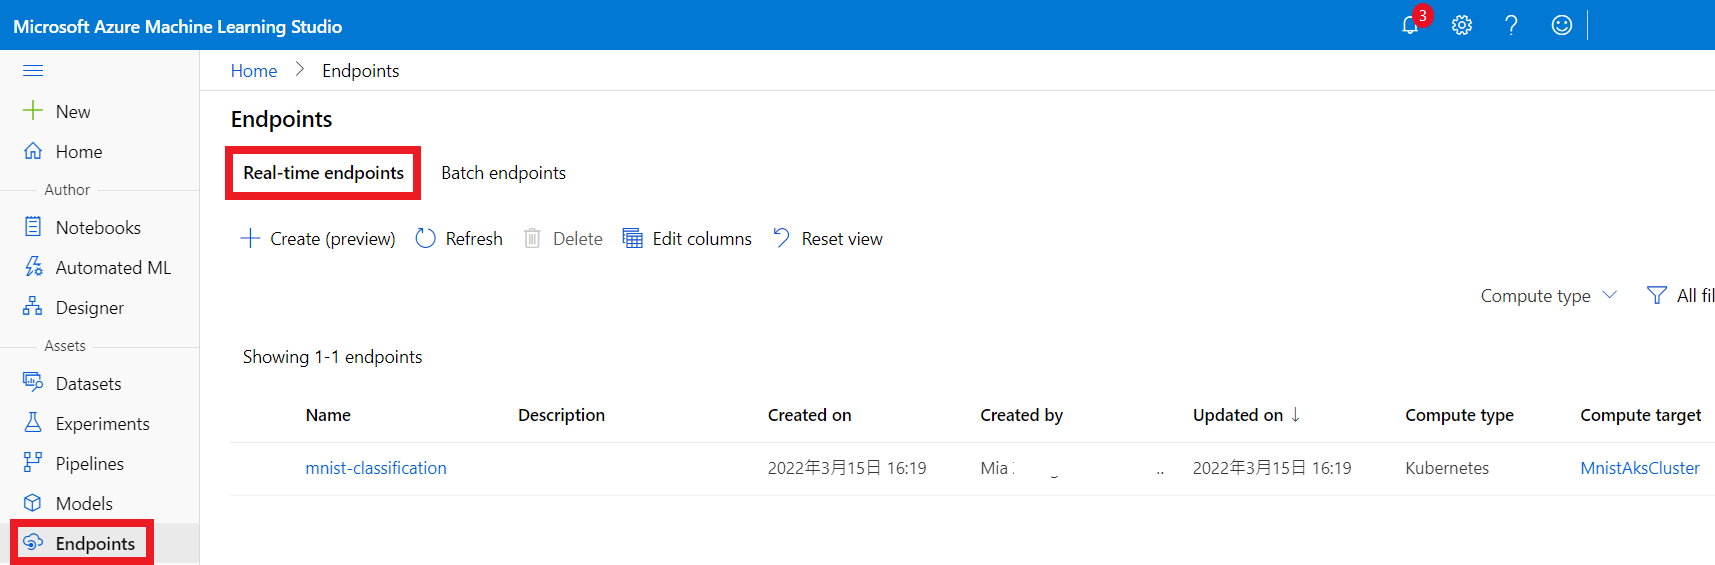 Microsoft Azure Machine Learning Studio
3
Home > Endpoints
New
Home
Author
Notebooks
Automated ML
Designer
Assets
Datasets
Experiments
Pipelines
Models
Endpoints
Endpoints
Real-time endpoints Batch endpoints
Create (preview) Refresh Delete Edit columns Reset view
Compute type All fil
Showing 1-1 endpoints
Name Description Created on Created by Updated on ↓ Compute type Compute target
mnist-classification 2022年3月15日 16:19 Mia .. 2022年3月15日 16:19 Kubernetes MnistAksCluster